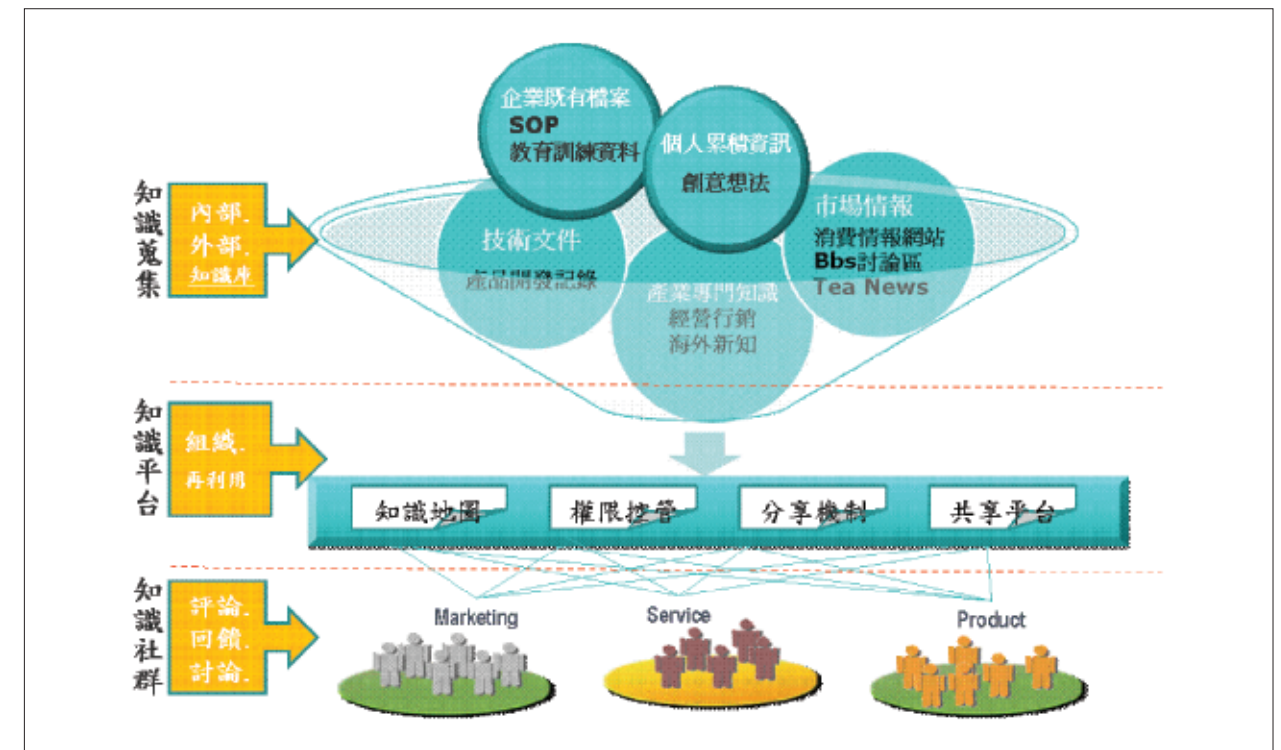 企業既有檔案
SOP
教育訓練資料
個人累積資訊
創意想法
市場情報
消費情報網站
Bbs討論區
Tea News
技術文件
產品開發記錄
產業專門知識
經營行銷
海外新知
知識蒐集
內部.
外部.
知識庫
知識平台
組織.
再利用
知識地圖
權限控管
分享機制
共享平台
知識社群
評論.
回饋.
討論.
Marketing
Service
Product